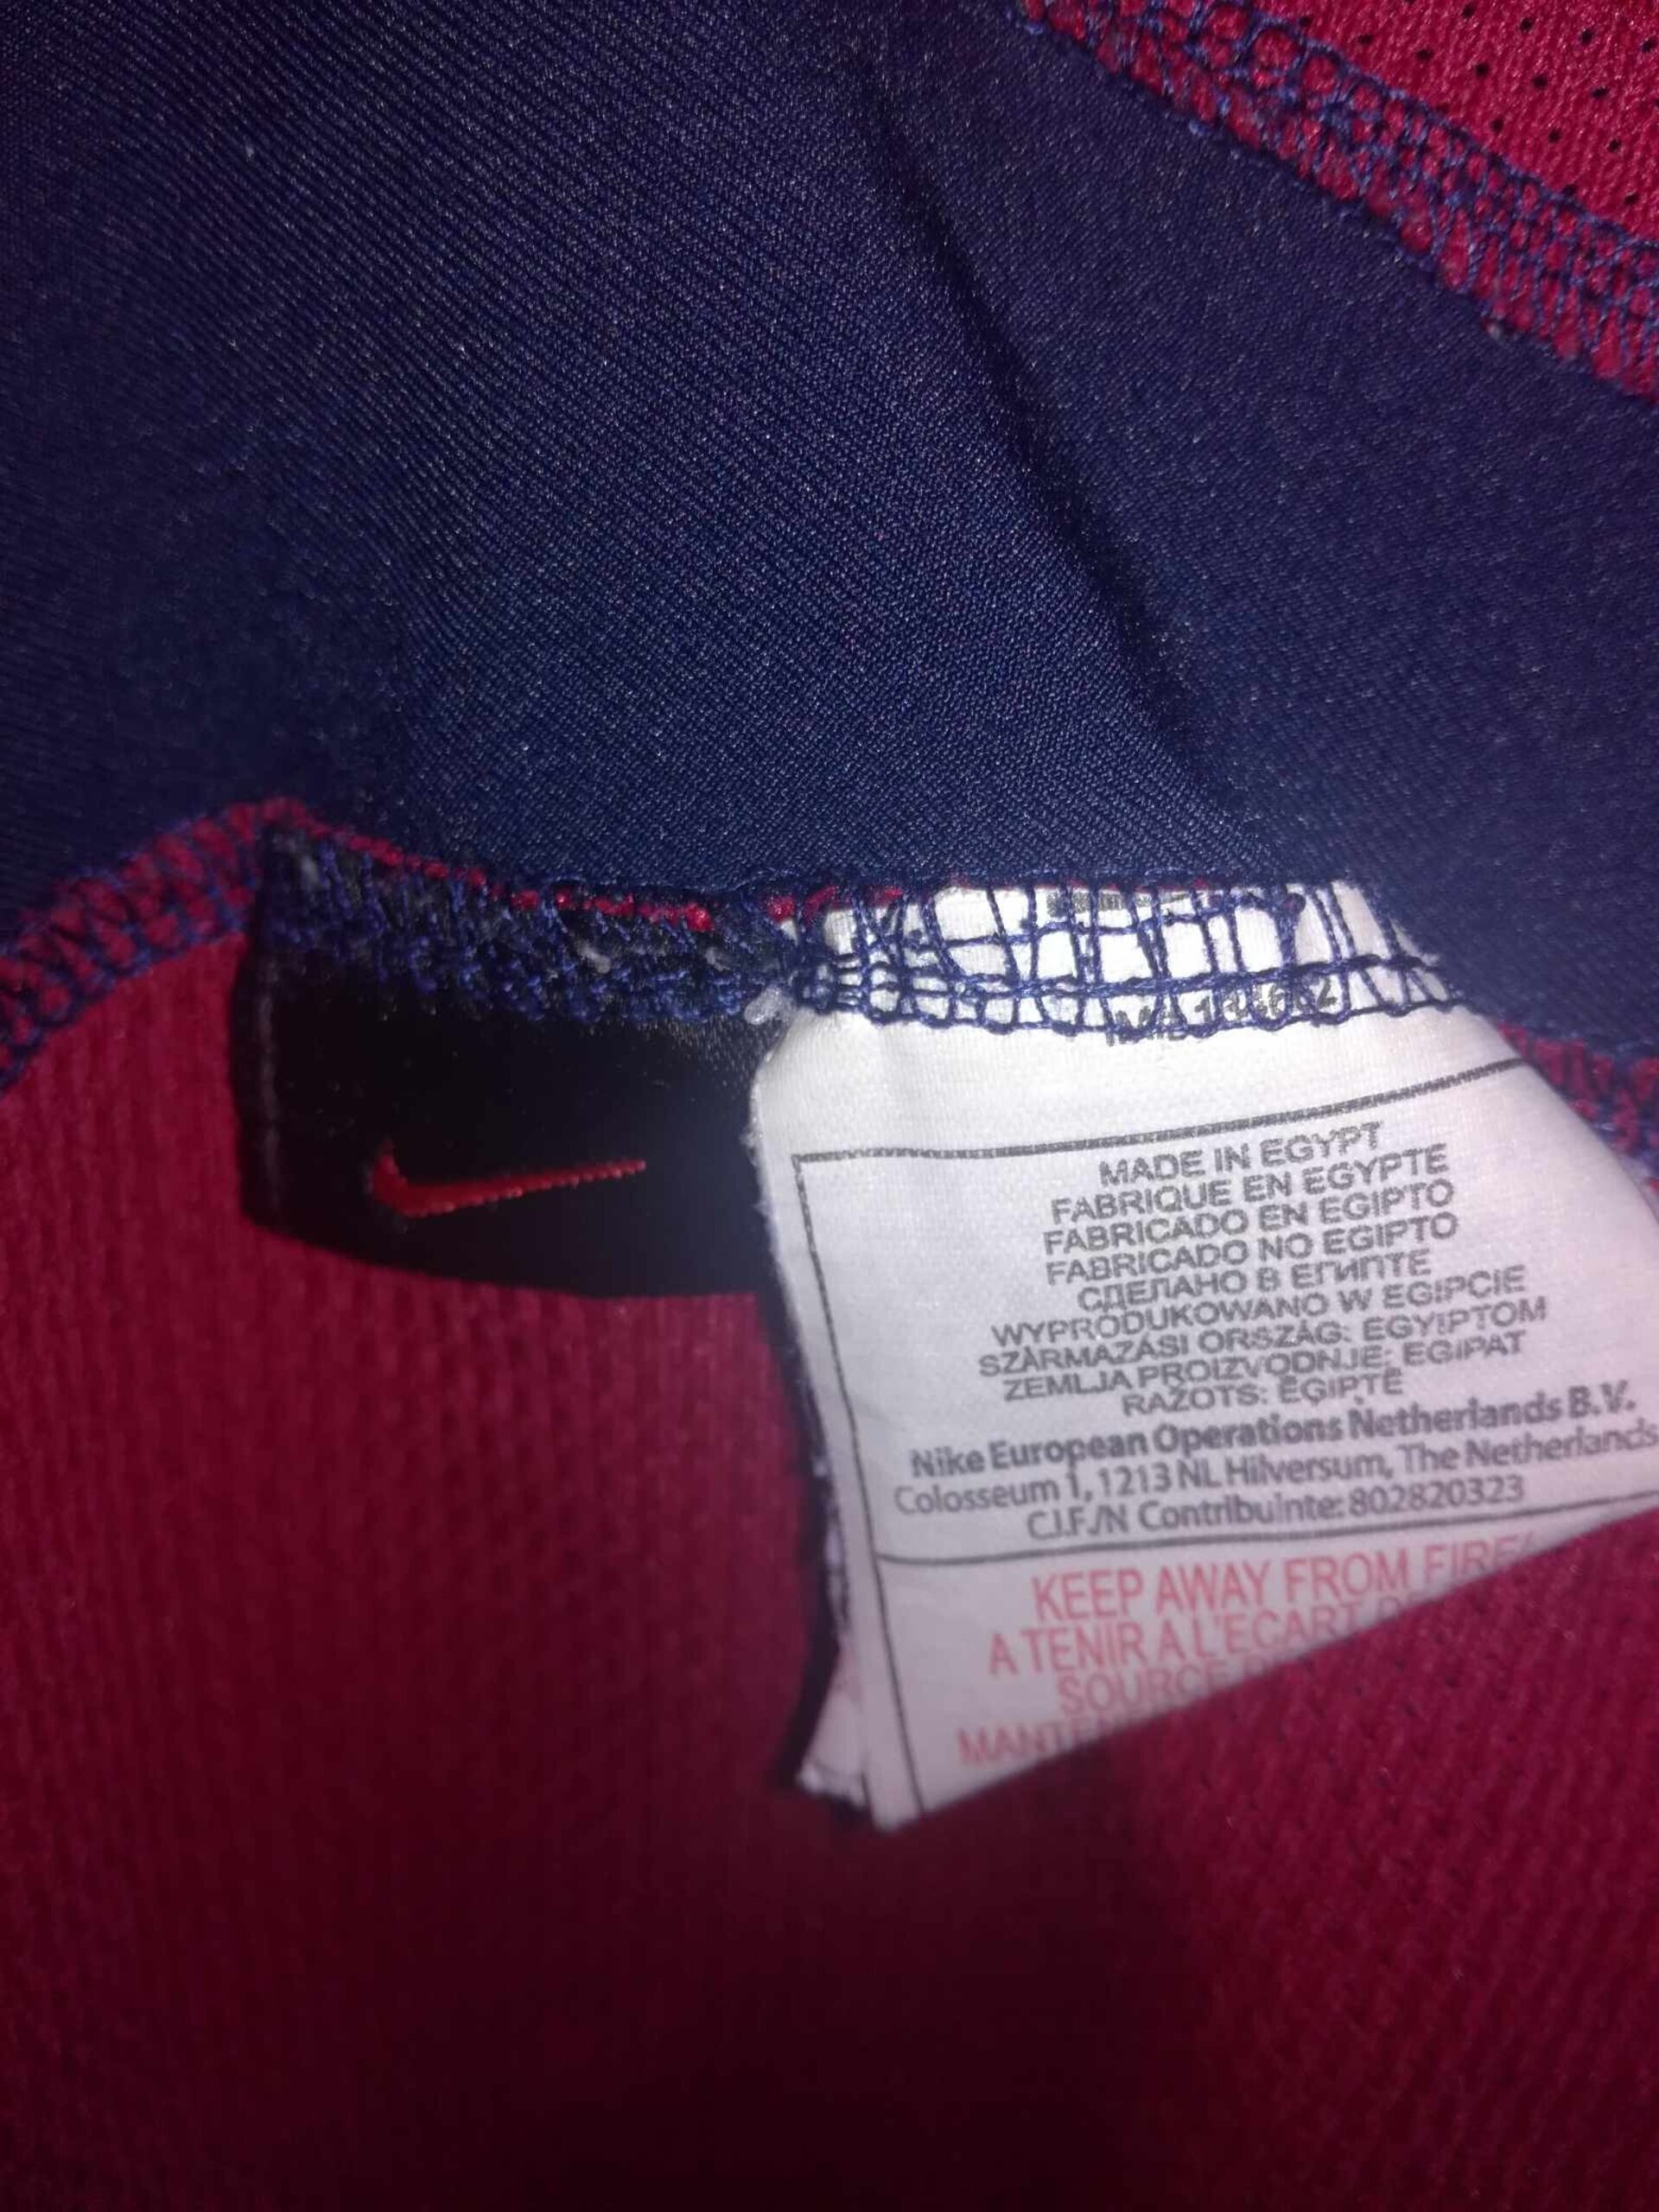 MADE IN EGYPT
FABRIQUE EN EGYPTE
FABRICADO EN EGIPTO
FABRICADO NO EGIPTO
СДЕЛАНО В ЕГИПТЕ
WYPRODUKOWANO W EGIPCIE
SZÁRMAZÁSI ORSZÁG: EGYIPTOM
ZEMLJA PROIZVODNJE: EGIPAT
RAŽOTS: ĒĢIPTĒ
Nike European Operations Netherlands B.V.
Colosseum 1, 1213 NL Hilversum, The Netherlands
C.I.F./N Contribuinte: 802820323
KEEP AWAY FROM FIRE/
A TENIR A L'ECART
SOURCE